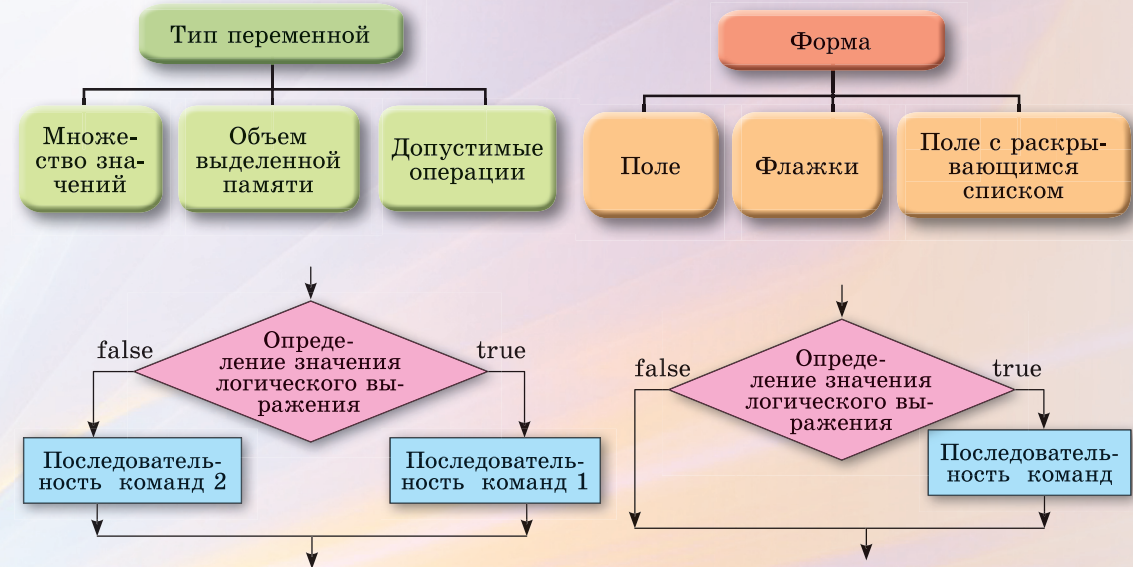 Тип переменной
Множе-
ство зна-
чений
Объем
выделенной
памяти
Допустимые
операции
Форма
Поле
Флажки
Поле с раскры-
вающимся
списком
false
Опреде-
ление значения
логического вы-
ражения
true
Последователь-
ность команд 2
Последователь-
ность команд 1
false
Опреде-
ление значения
логического вы-
ражения
true
Последователь-
ность команд